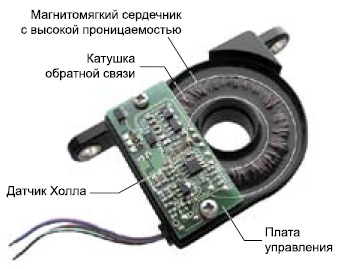 Магнитомягкий сердечник
с высокой проницаемостью
Катушка
обратной связи
Датчик Холла
Плата
управления